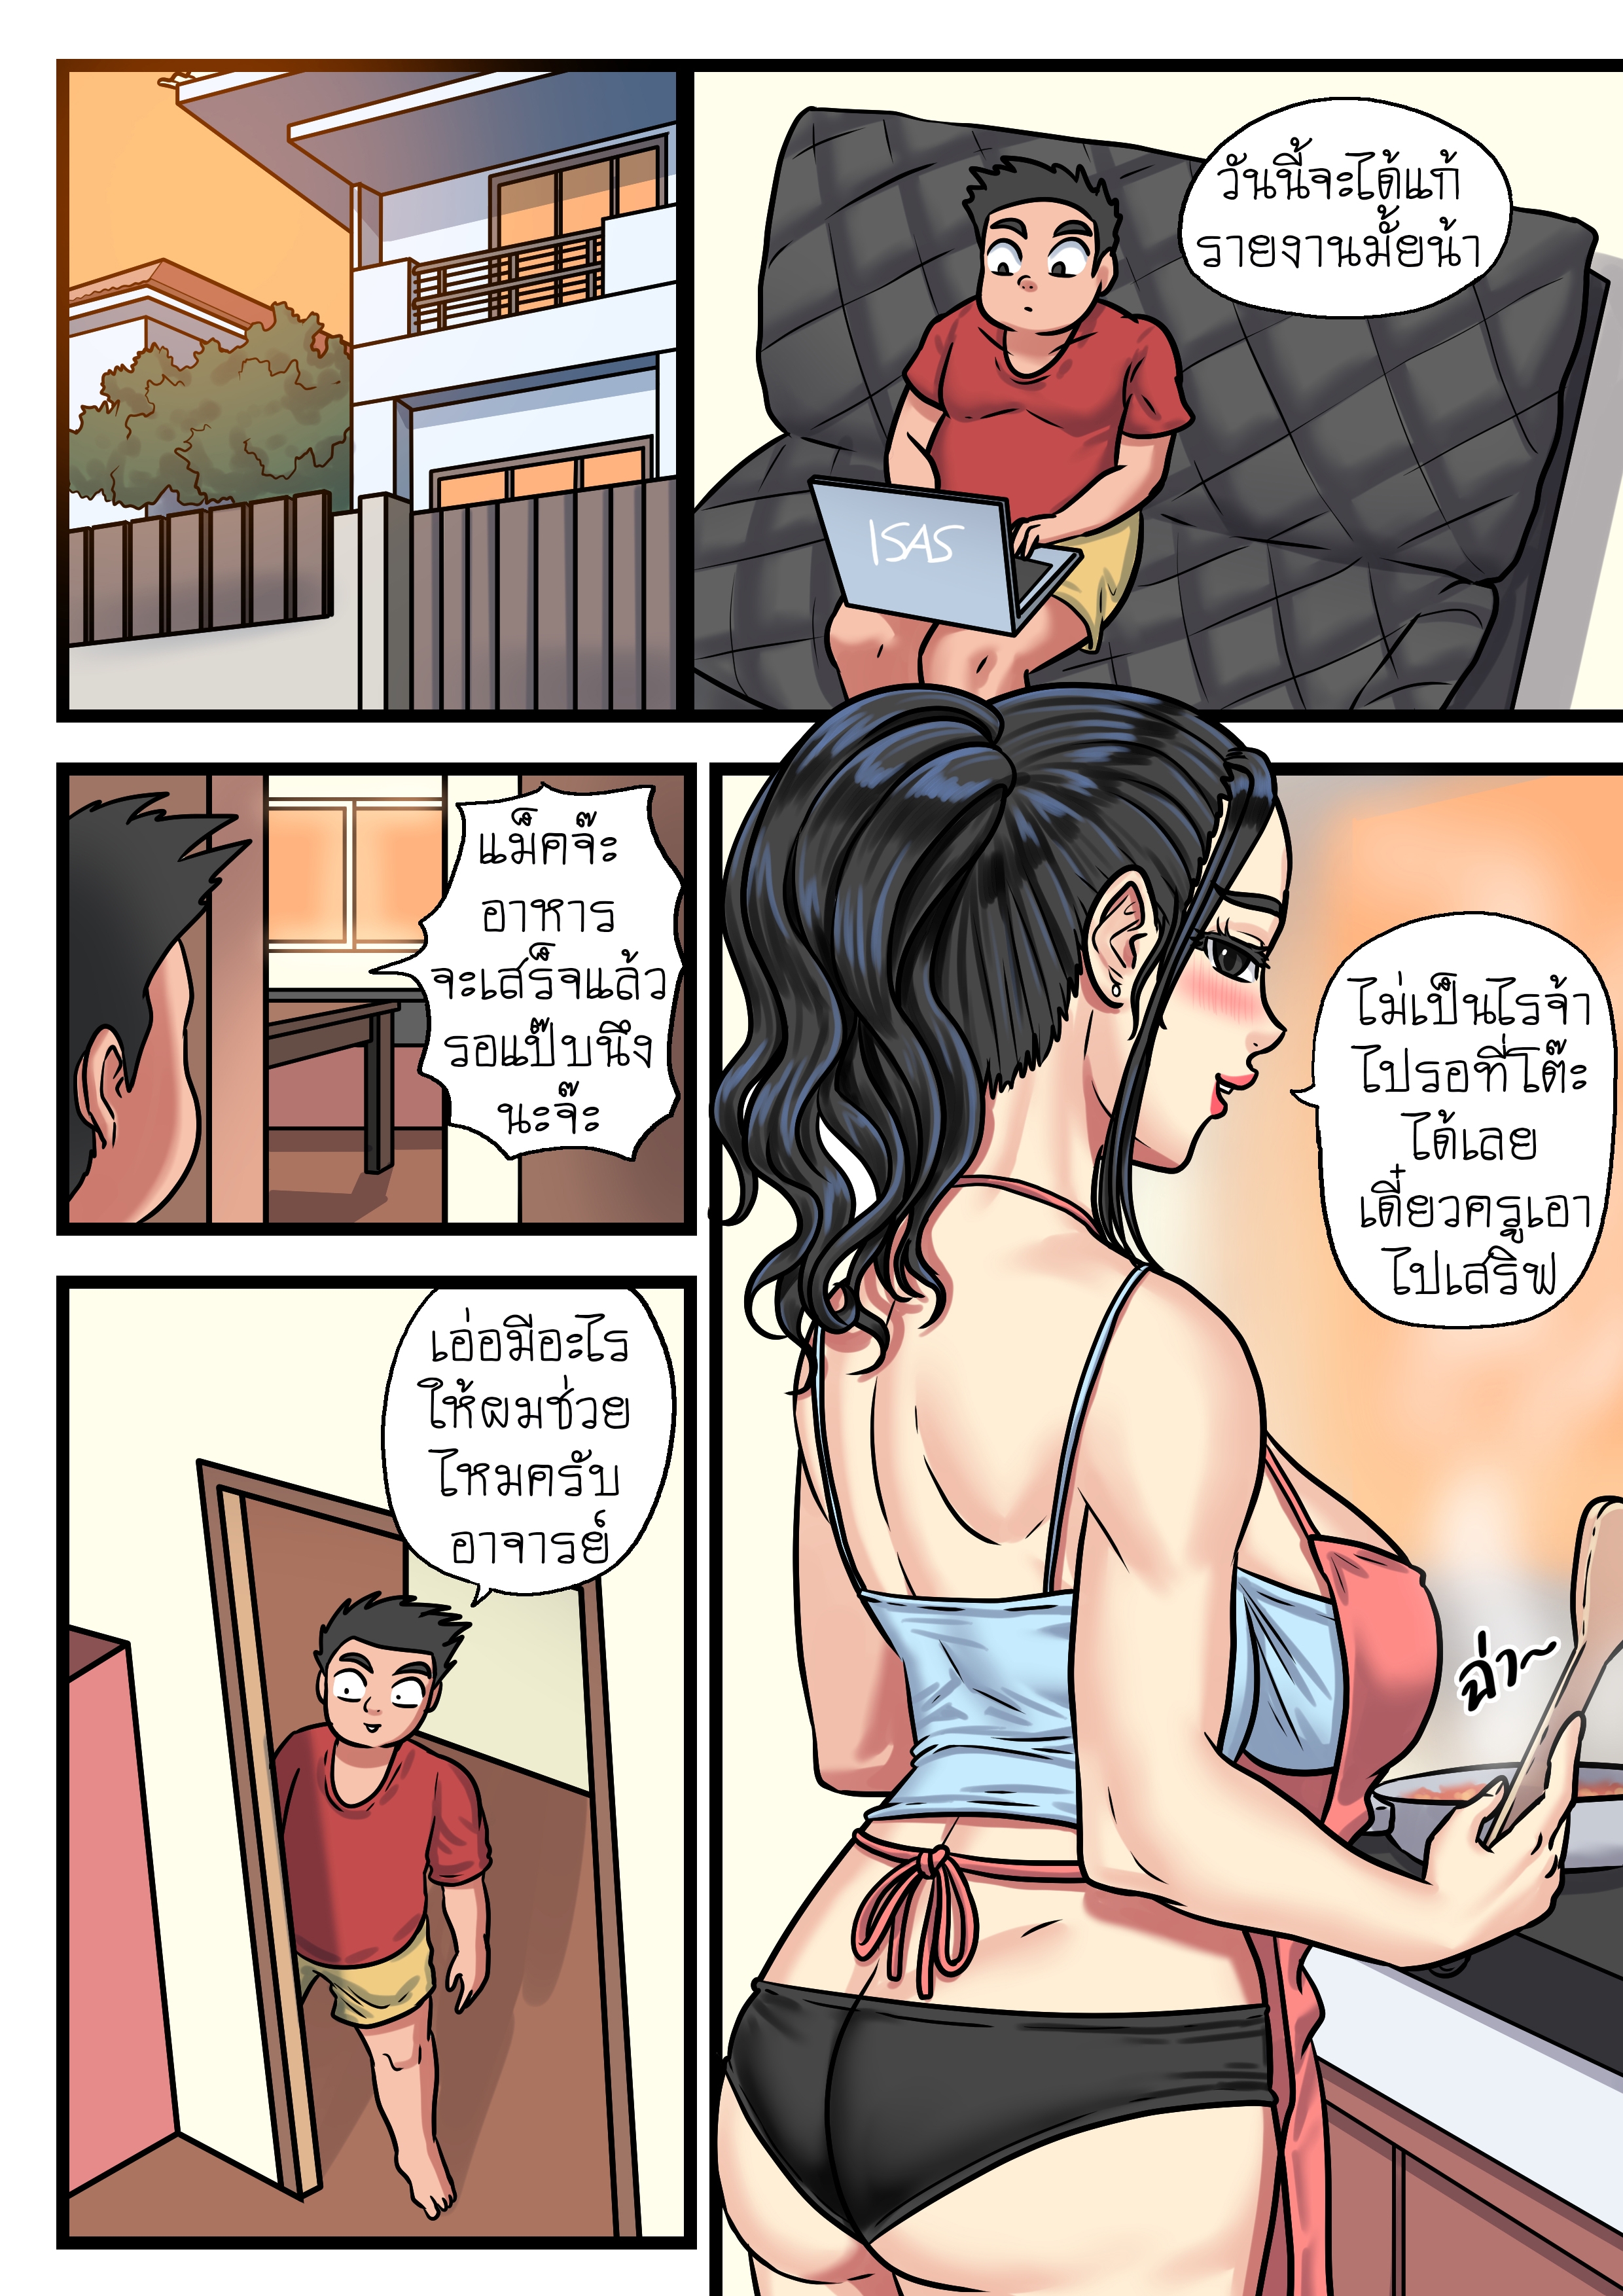 วันนี้จะได้แก้
รายงานมั้ยน้า
ISAS
แม็คจ๊ะ
อาหาร
จะเสร็จแล้ว
รอแป๊บนึง
นะจ๊ะ
เอ่อมีอะไร
ให้ผมช่วย
ไหมครับ
อาจารย์
ไม่เป็นไรจ้า
ไปรอที่โต๊ะ
ได้เลย
เดี๋ยวครูเอา
ไปเสริฟ
ฉ่า~